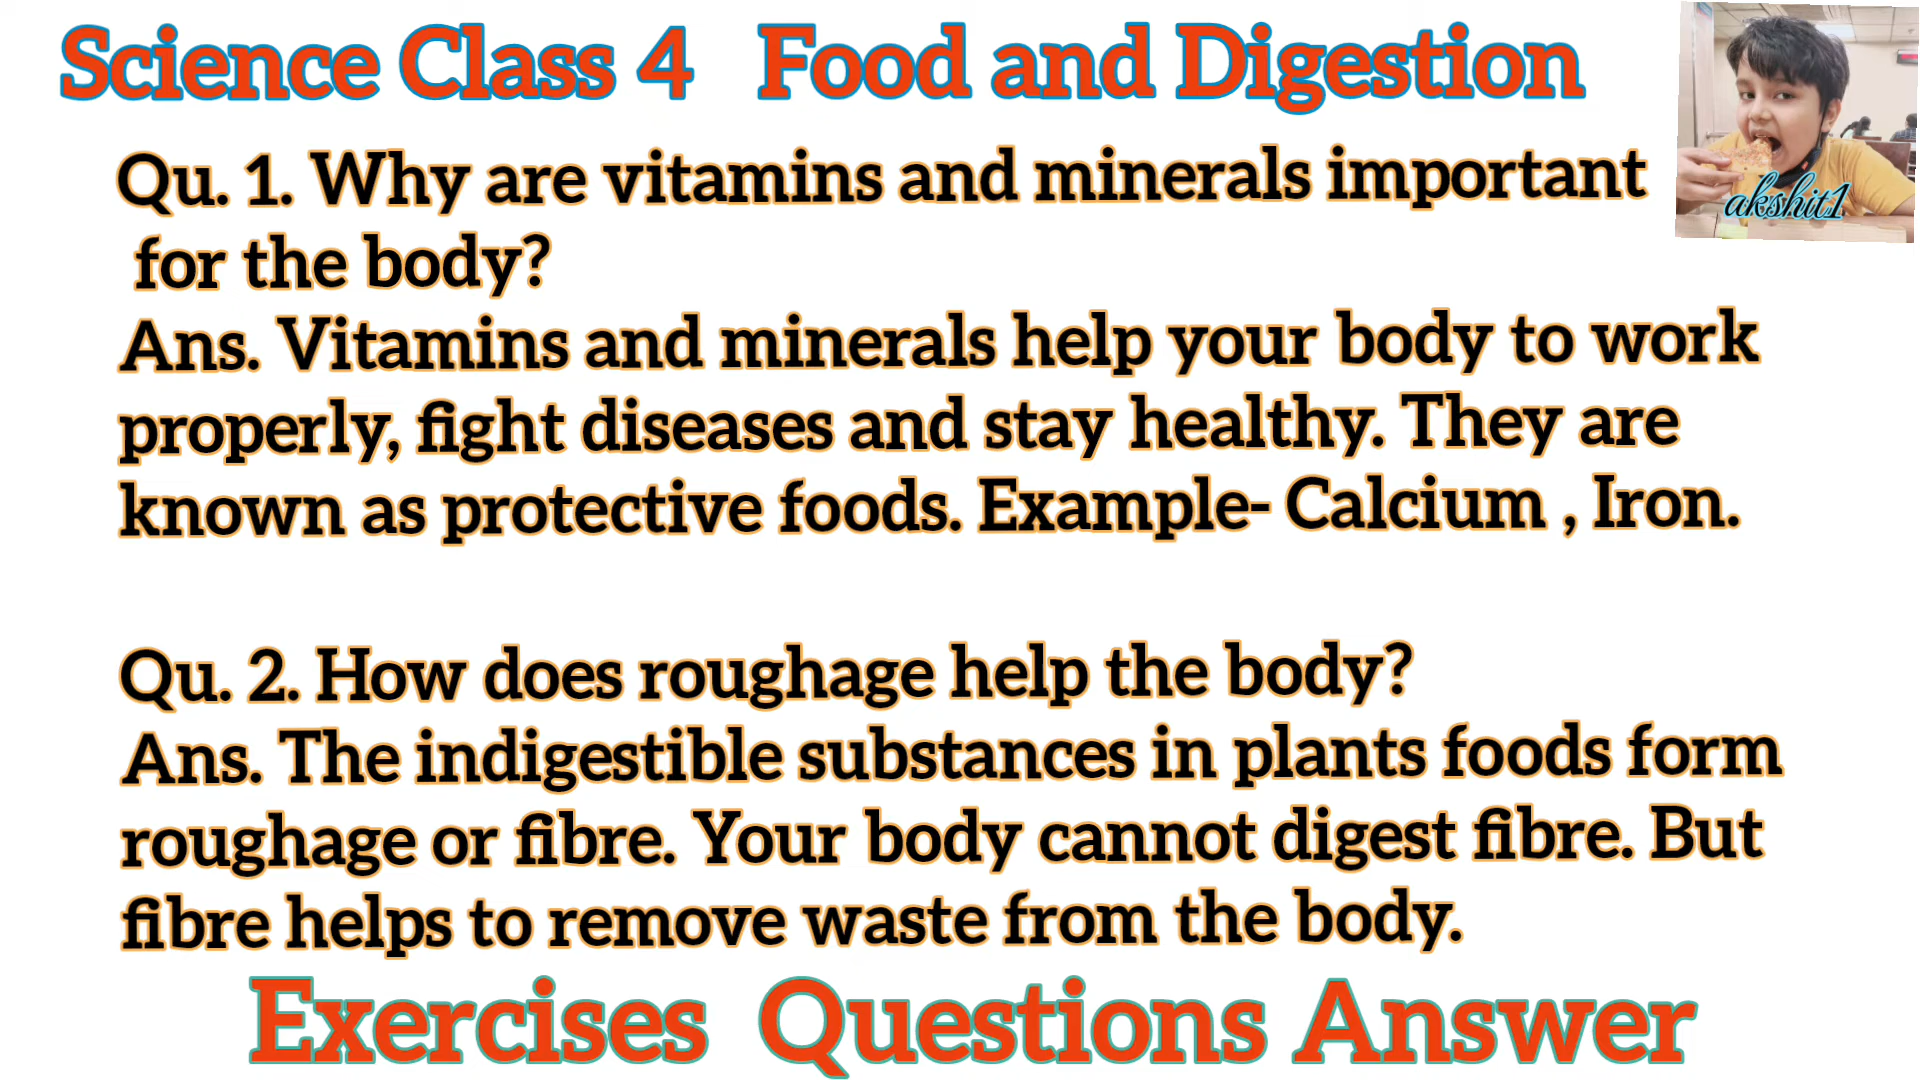 Science Class 4 Food and Digestion
akshit1
Qu. 1. Why are vitamins and minerals important
for the body?
Ans. Vitamins and minerals help your body to work
properly, fight diseases and stay healthy. They are
known as protective foods. Example- Calcium , Iron.
Qu. 2. How does roughage help the body?
Ans. The indigestible substances in plants foods form
roughage or fibre. Your body cannot digest fibre. But
fibre helps to remove waste from the body.
Exercises Questions Answer